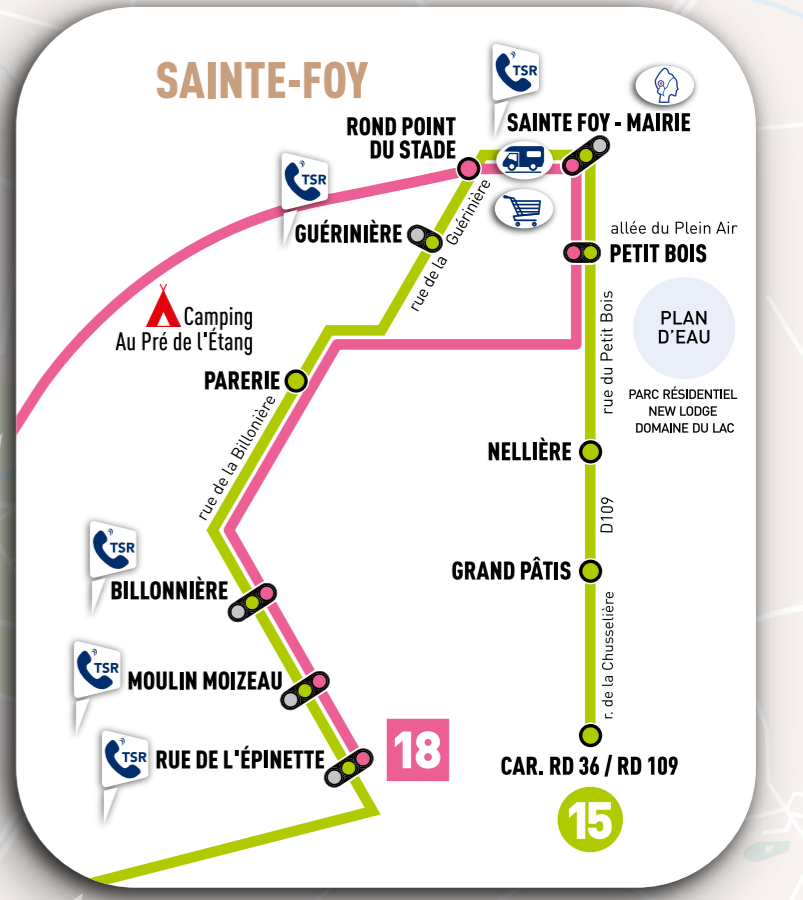 SAINTE-FOY
TSR
SAINTE FOY - MAIRIE
ROND POINT
DU STADE
TSR
GUÉRINIÈRE
rue de la Guérinière
allée du Plein Air
PETIT BOIS
Camping
Au Pré de l'Étang
PLAN
D'EAU
rue du Petit Bois
PARERIE
PARC RÉSIDENTIEL
NEW LODGE
DOMAINE DU LAC
rue de la Billonière
NELLIÈRE
D109
TSR
BILLONNIÈRE
GRAND PÂTIS
r. de la Chusselière
TSR
MOULIN MOIZEAU
TSR
RUE DE L'ÉPINETTE
18
CAR. RD 36 / RD 109
15